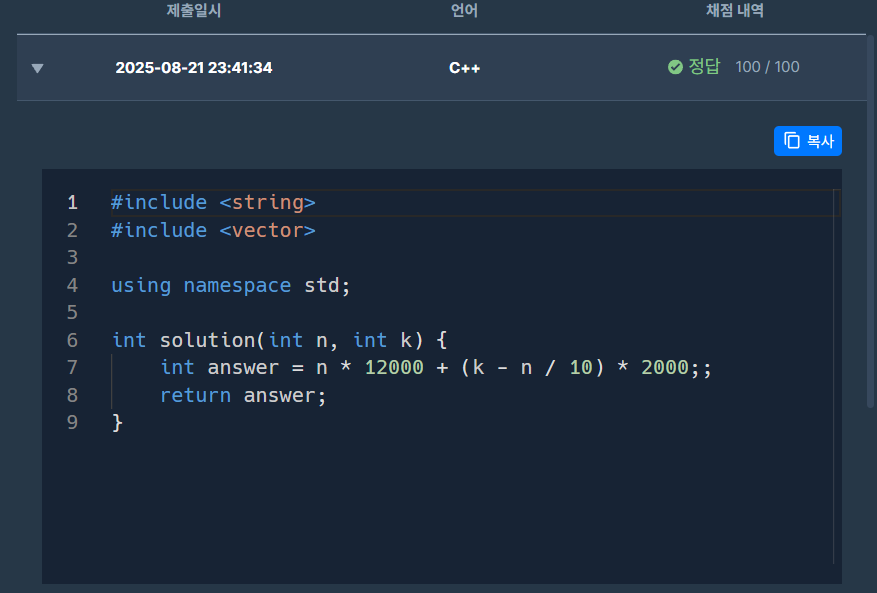 제출일시 언어 채점 내역
▼ 2025-08-21 23:41:34 C++ 정답 100 / 100
복사
1 #include <string>
2 #include <vector>
3
4 using namespace std;
5
6 int solution(int n, int k) {
7     int answer = n * 12000 + (k - n / 10) * 2000;;
8     return answer;
9 }